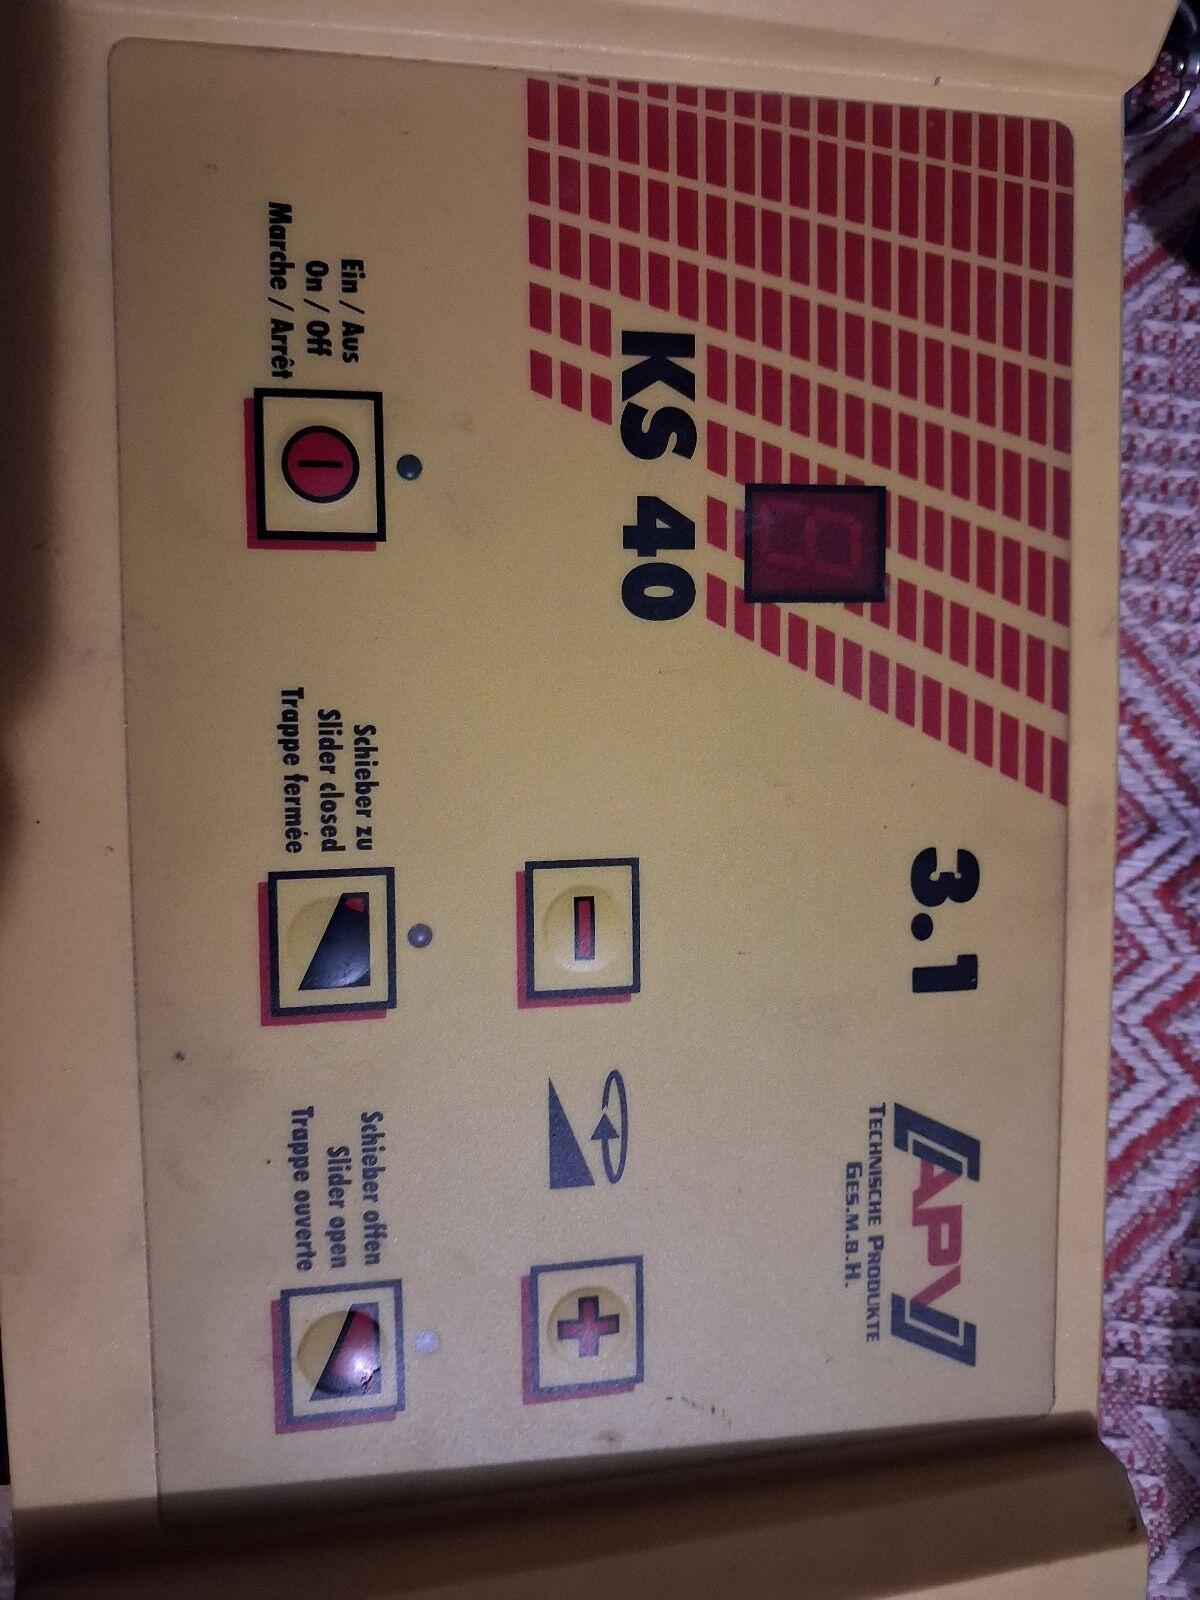 3.1
APV
TECHNISCHE PRODUKTE
GES.M.B.H.
KS 40
Ein / Aus
On / Off
Marche / Arrêt
Schieber zu
Slider closed
Trappe fermée
Schieber offen
Slider open
Trappe ouverte